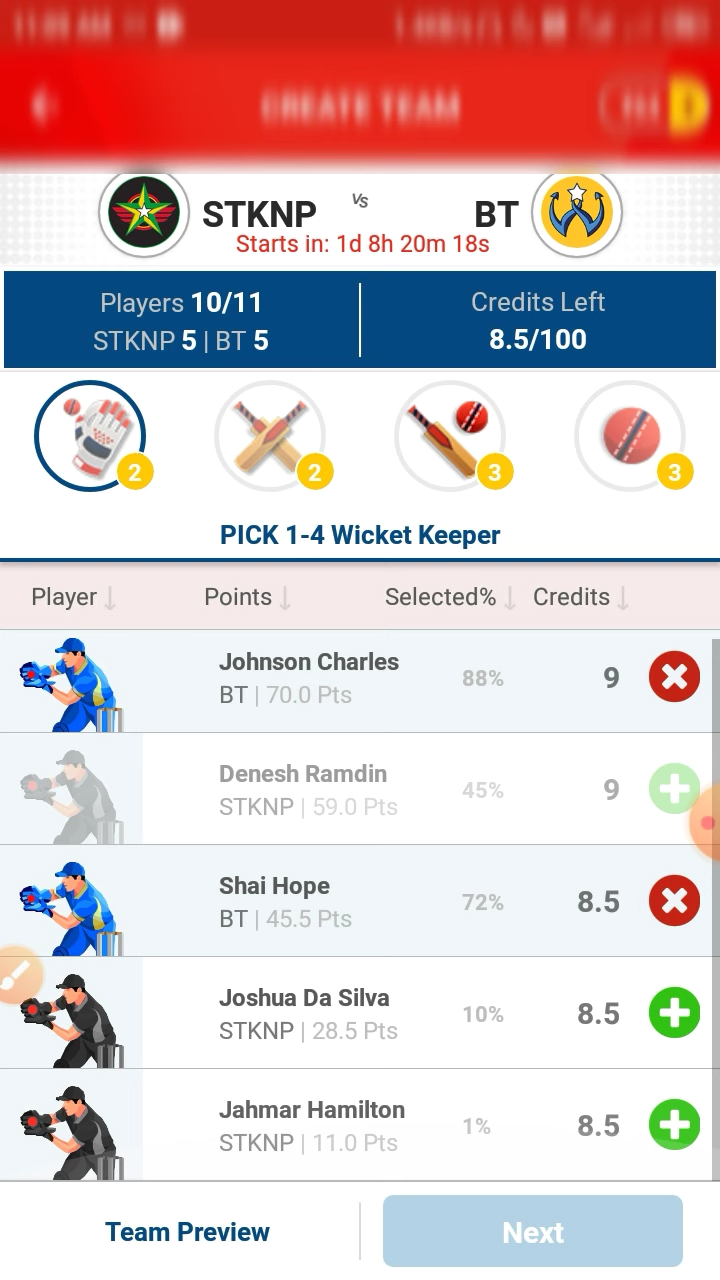 CREATE TEAM
STKNP Vs BT
Starts in: 1d 8h 20m 18s
Players 10/11 Credits Left
STKNP 5 | BT 5 8.5/100
2 2 3 3
PICK 1-4 Wicket Keeper
Player Points Selected% Credits
Johnson Charles
BT | 70.0 Pts 88% 9
Denesh Ramdin
STKNP | 59.0 Pts 45% 9
Shai Hope
BT | 45.5 Pts 72% 8.5
Joshua Da Silva
STKNP | 28.5 Pts 10% 8.5
Jahmar Hamilton
STKNP | 11.0 Pts 1% 8.5
Team Preview Next